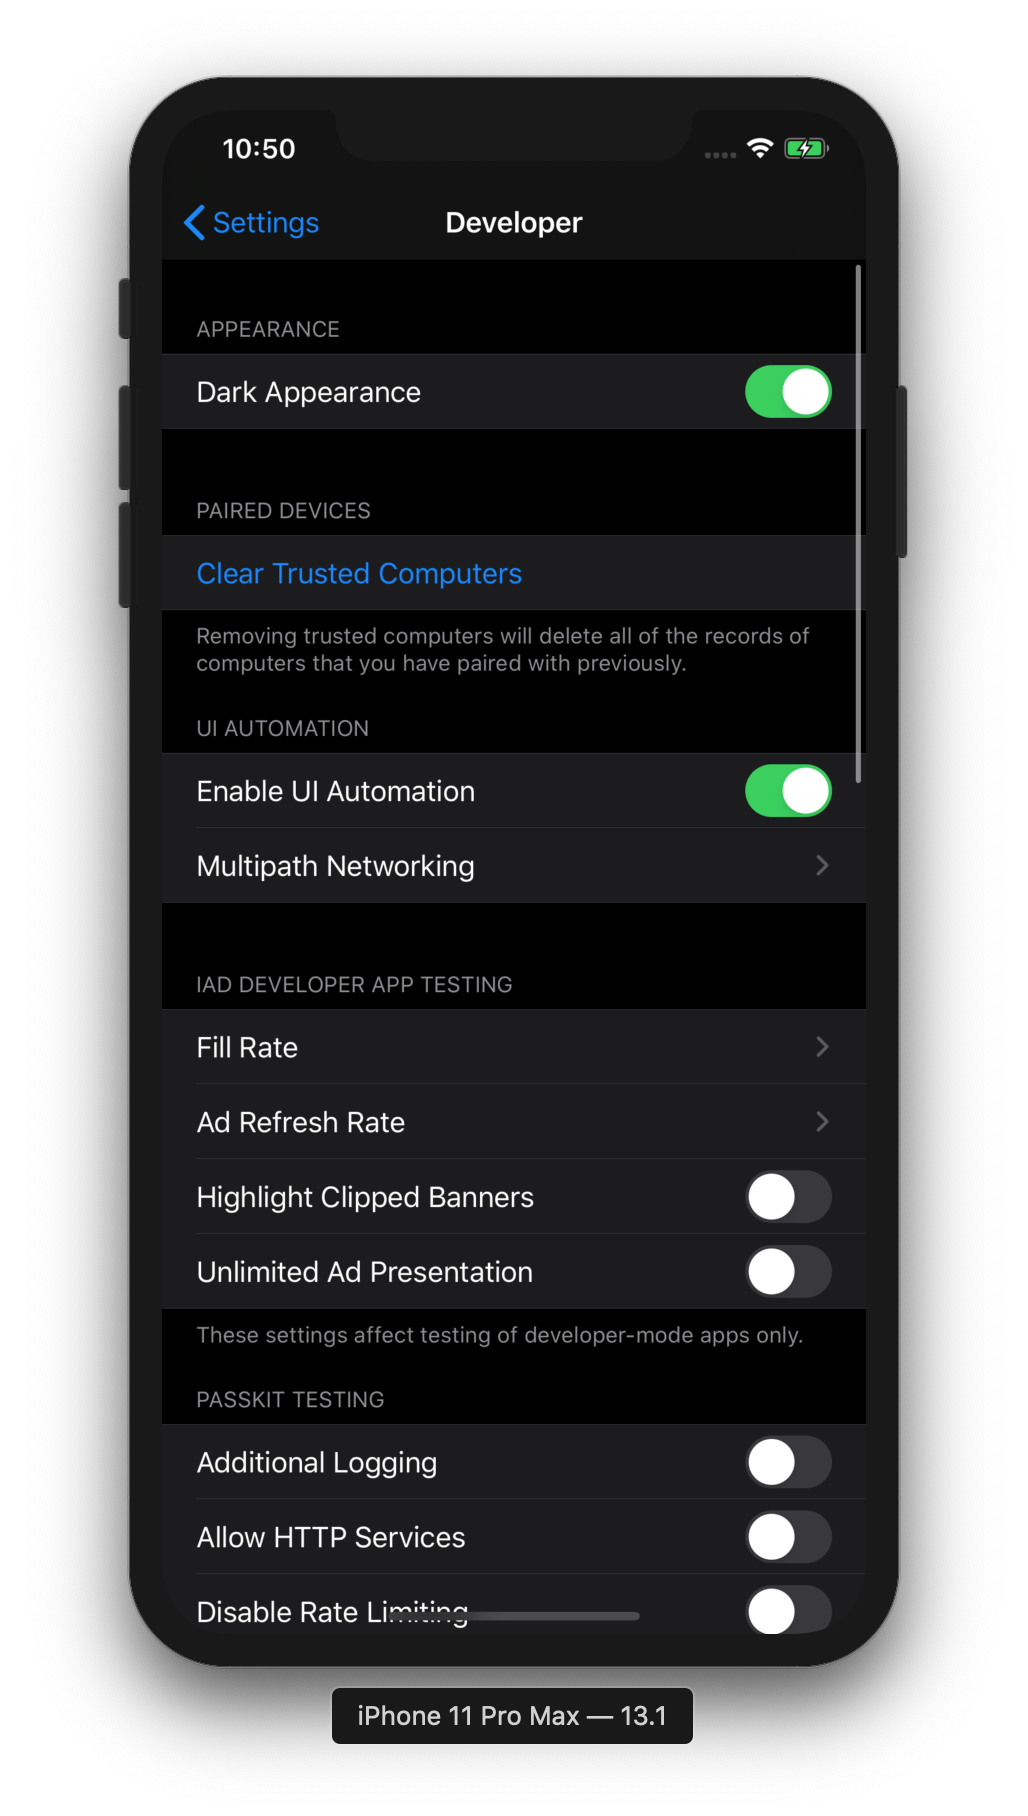 10:50
Settings
Developer
APPEARANCE
Dark Appearance
PAIRED DEVICES
Clear Trusted Computers
Removing trusted computers will delete all of the records of
computers that you have paired with previously.
UI AUTOMATION
Enable UI Automation
Multipath Networking
IAD DEVELOPER APP TESTING
Fill Rate
Ad Refresh Rate
Highlight Clipped Banners
Unlimited Ad Presentation
These settings affect testing of developer-mode apps only.
PASSKIT TESTING
Additional Logging
Allow HTTP Services
Disable Rate Limiting
iPhone 11 Pro Max — 13.1